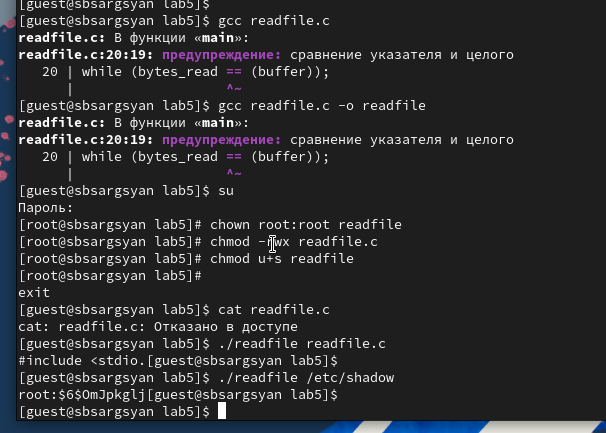 [guest@sbsargsyan lab5]$
[guest@sbsargsyan lab5]$ gcc readfile.c
readfile.c: В функции «main»:
readfile.c:20:19: предупреждение: сравнение указателя и целого
20 | while (bytes_read == (buffer));
| ^~
[guest@sbsargsyan lab5]$ gcc readfile.c -o readfile
readfile.c: В функции «main»:
readfile.c:20:19: предупреждение: сравнение указателя и целого
20 | while (bytes_read == (buffer));
| ^~
[guest@sbsargsyan lab5]$ su
Пароль:
[root@sbsargsyan lab5]# chown root:root readfile
[root@sbsargsyan lab5]# chmod -rwx readfile.c
[root@sbsargsyan lab5]# chmod u+s readfile
[root@sbsargsyan lab5]#
exit
[guest@sbsargsyan lab5]$ cat readfile.c
cat: readfile.c: Отказано в доступе
[guest@sbsargsyan lab5]$ ./readfile readfile.c
#include <stdio.[guest@sbsargsyan lab5]$
[guest@sbsargsyan lab5]$ ./readfile /etc/shadow
root:$6$OmJpkglj[guest@sbsargsyan lab5]$
[guest@sbsargsyan lab5]$